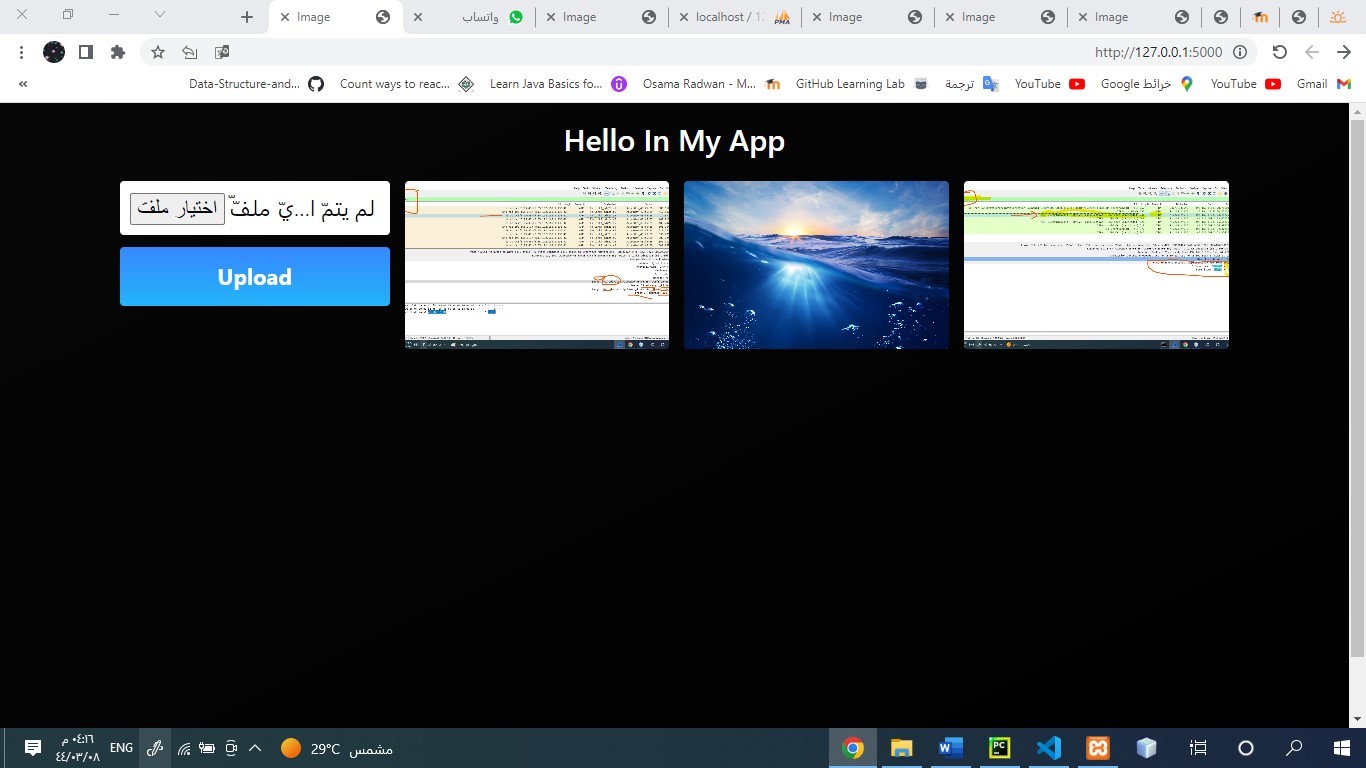 Image
واتساب
Image
localhost / 12
Image
Image
Image
http://127.0.0.1:5000
Data-Structure-and...
Count ways to reac...
Learn Java Basics fo...
Osama Radwan - M...
GitHub Learning Lab
ترجمة
YouTube
خرائط Google
YouTube
Gmail
Hello In My App
اختيار ملف لم يتمّ ا...يّ ملفّ
Upload
٠٤:١٦ م
٤٤/٠٣/٠٨
ENG
29°C مشمس